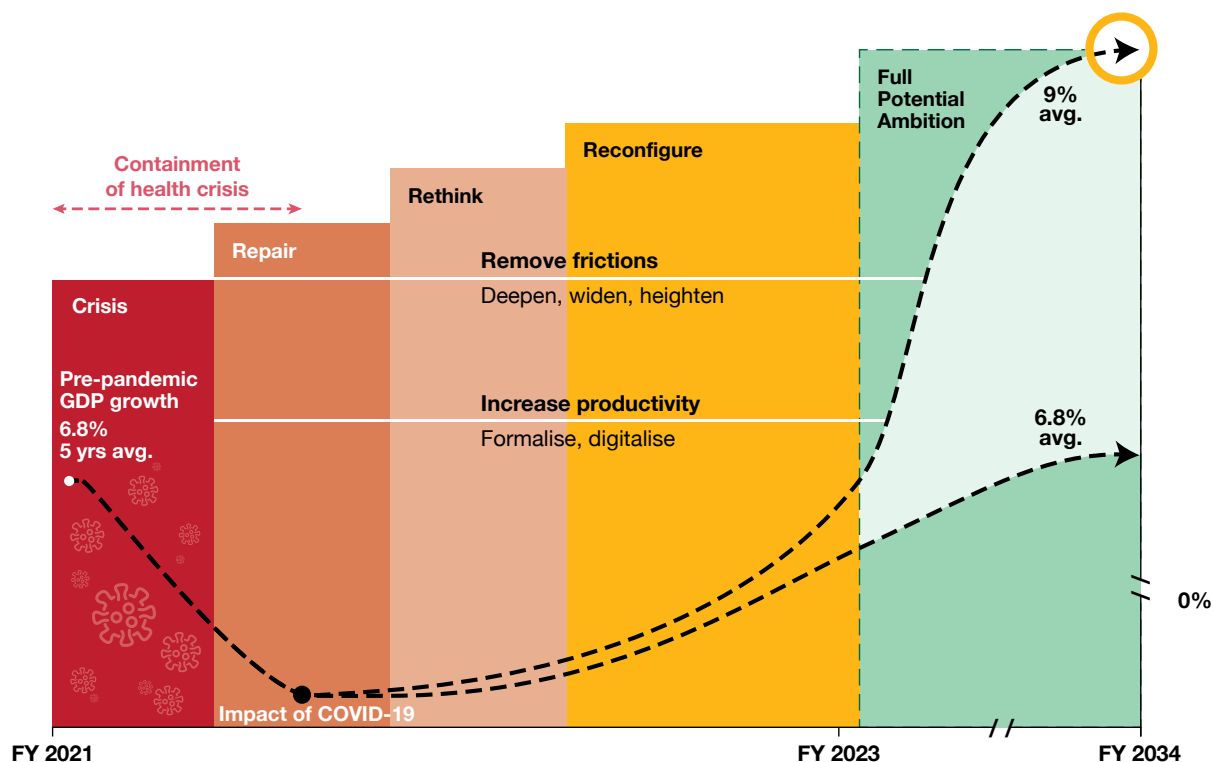 Full
Potential
Ambition
9%
avg.
Reconfigure
Containment
of health crisis
Rethink
Repair
Remove frictions
Deepen, widen, heighten
Crisis
Pre-pandemic
GDP growth
6.8%
5 yrs avg.
Increase productivity
Formalise, digitalise
6.8%
avg.
0%
Impact of COVID-19
FY 2021
FY 2023
FY 2034